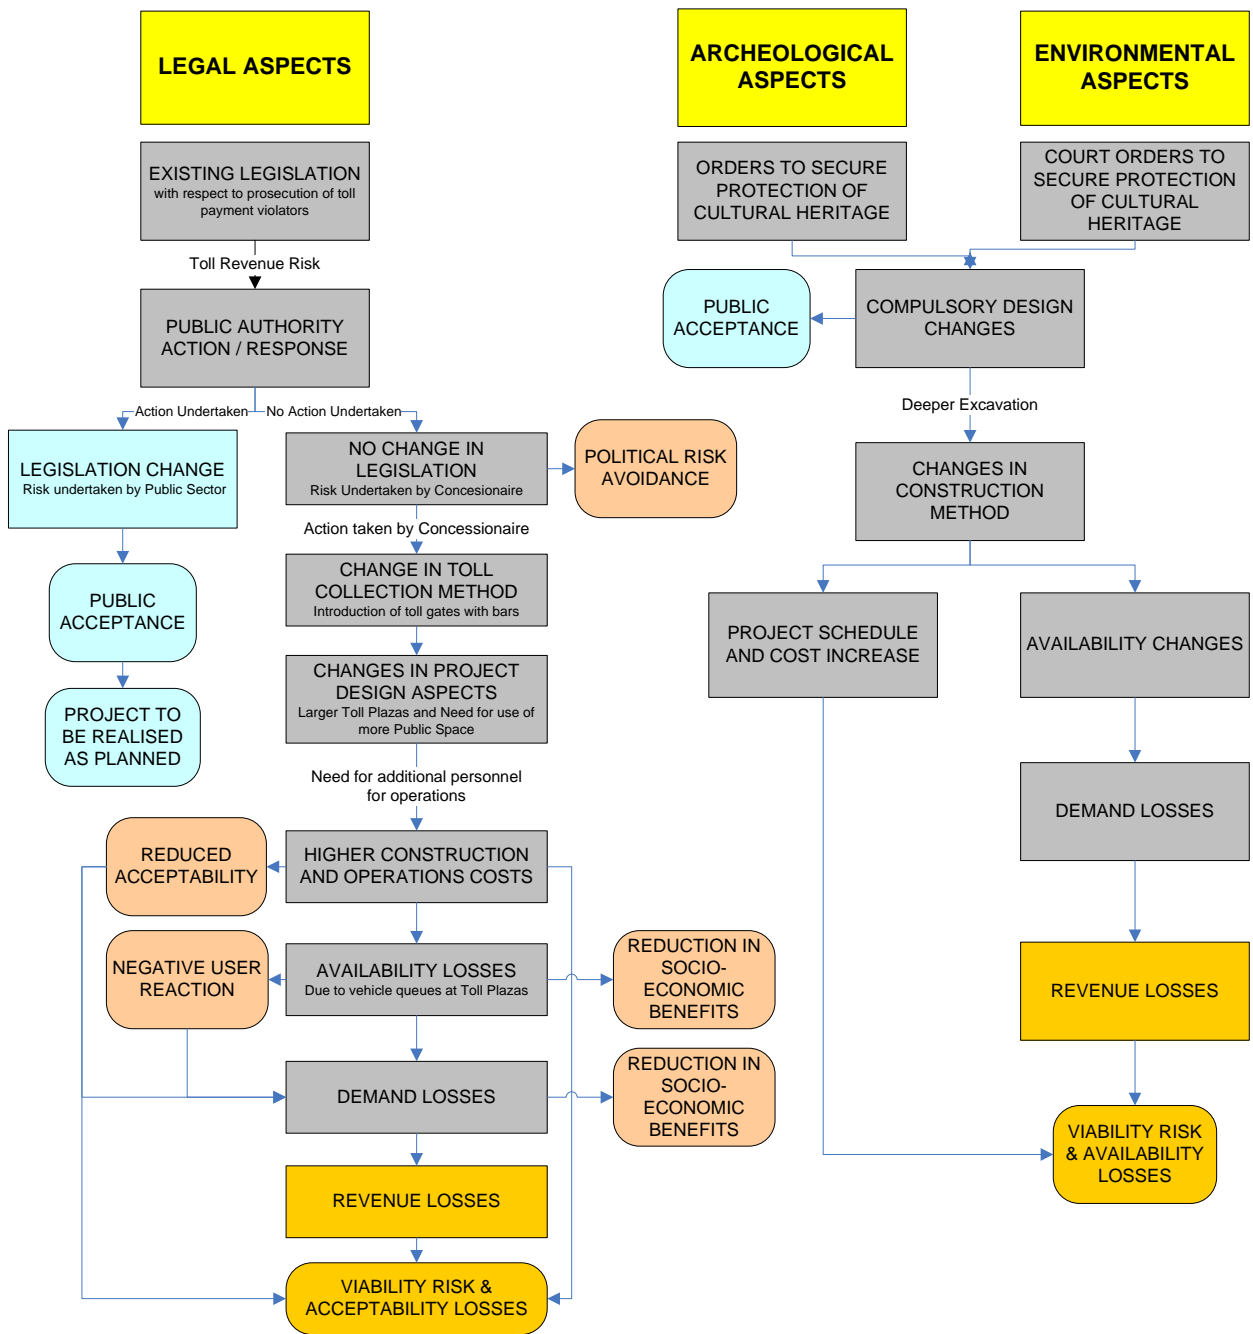 LEGAL ASPECTS
EXISTING LEGISLATION
with respect to prosecution of toll
payment violators
Toll Revenue Risk
PUBLIC AUTHORITY
ACTION / RESPONSE
Action Undertaken
No Action Undertaken
LEGISLATION CHANGE
Risk undertaken by Public Sector
NO CHANGE IN
LEGISLATION
Risk Undertaken by Concesionaire
POLITICAL RISK
AVOIDANCE
Action taken by Concessionaire
PUBLIC
ACCEPTANCE
PROJECT TO
BE REALISED
AS PLANNED
CHANGE IN TOLL
COLLECTION METHOD
Introduction of toll gates with bars
CHANGES IN PROJECT
DESIGN ASPECTS
Larger Toll Plazas and Need for use of
more Public Space
Need for additional personnel
for operations
REDUCED
ACCEPTABILITY
HIGHER CONSTRUCTION
AND OPERATIONS COSTS
NEGATIVE USER
REACTION
AVAILABILITY LOSSES
Due to vehicle queues at Toll Plazas
REDUCTION IN
SOCIO-
ECONOMIC
BENEFITS
DEMAND LOSSES
REDUCTION IN
SOCIO-
ECONOMIC
BENEFITS
REVENUE LOSSES
VIABILITY RISK &
ACCEPTABILITY LOSSES
ARCHEOLOGICAL
ASPECTS
ENVIRONMENTAL
ASPECTS
ORDERS TO SECURE
PROTECTION OF
CULTURAL HERITAGE
COURT ORDERS TO
SECURE PROTECTION
OF CULTURAL
HERITAGE
PUBLIC
ACCEPTANCE
COMPULSORY DESIGN
CHANGES
Deeper Excavation
CHANGES IN
CONSTRUCTION
METHOD
PROJECT SCHEDULE
AND COST INCREASE
AVAILABILITY CHANGES
DEMAND LOSSES
REVENUE LOSSES
VIABILITY RISK
& AVAILABILITY
LOSSES